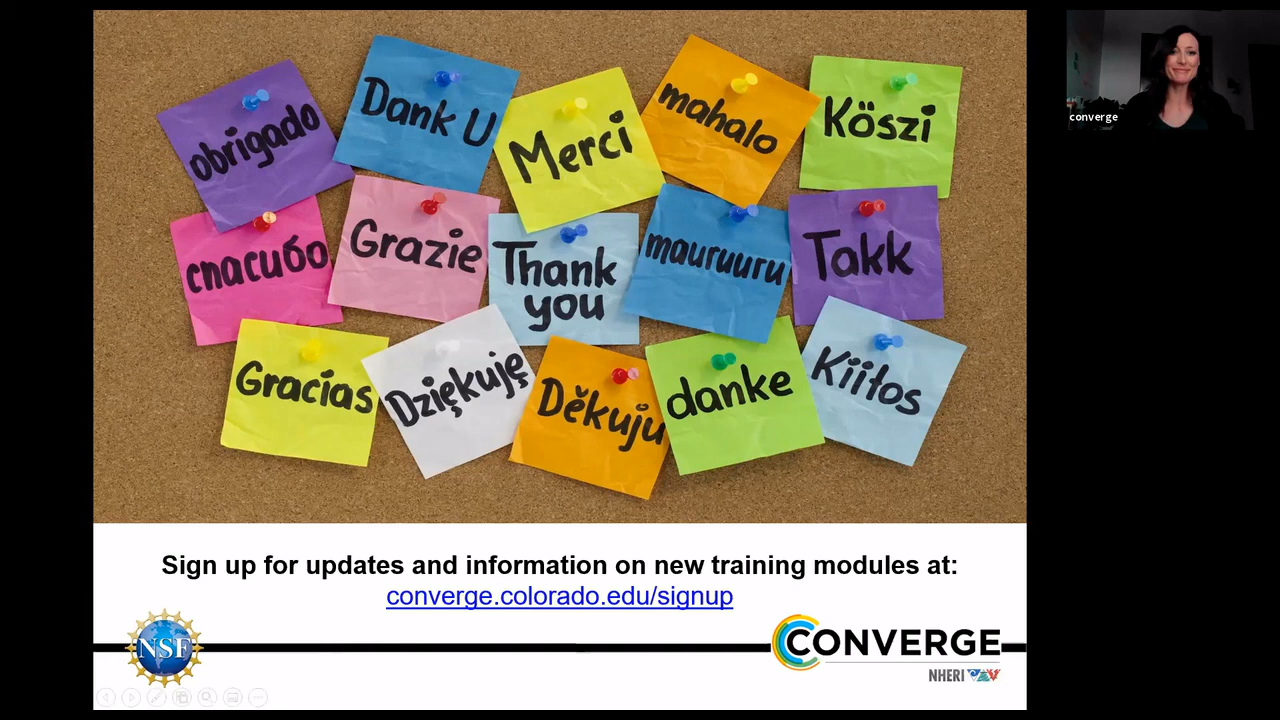 obrigado
Dank U
Merci
mahalo
Köszi
converge
спасибо
Grazie
Thank
you
mauruuru
Takk
Gracias
Dziękuję
Děkuju
danke
Kiitos
Sign up for updates and information on new training modules at:
converge.colorado.edu/signup
NSF
CONVERGE
NHERI